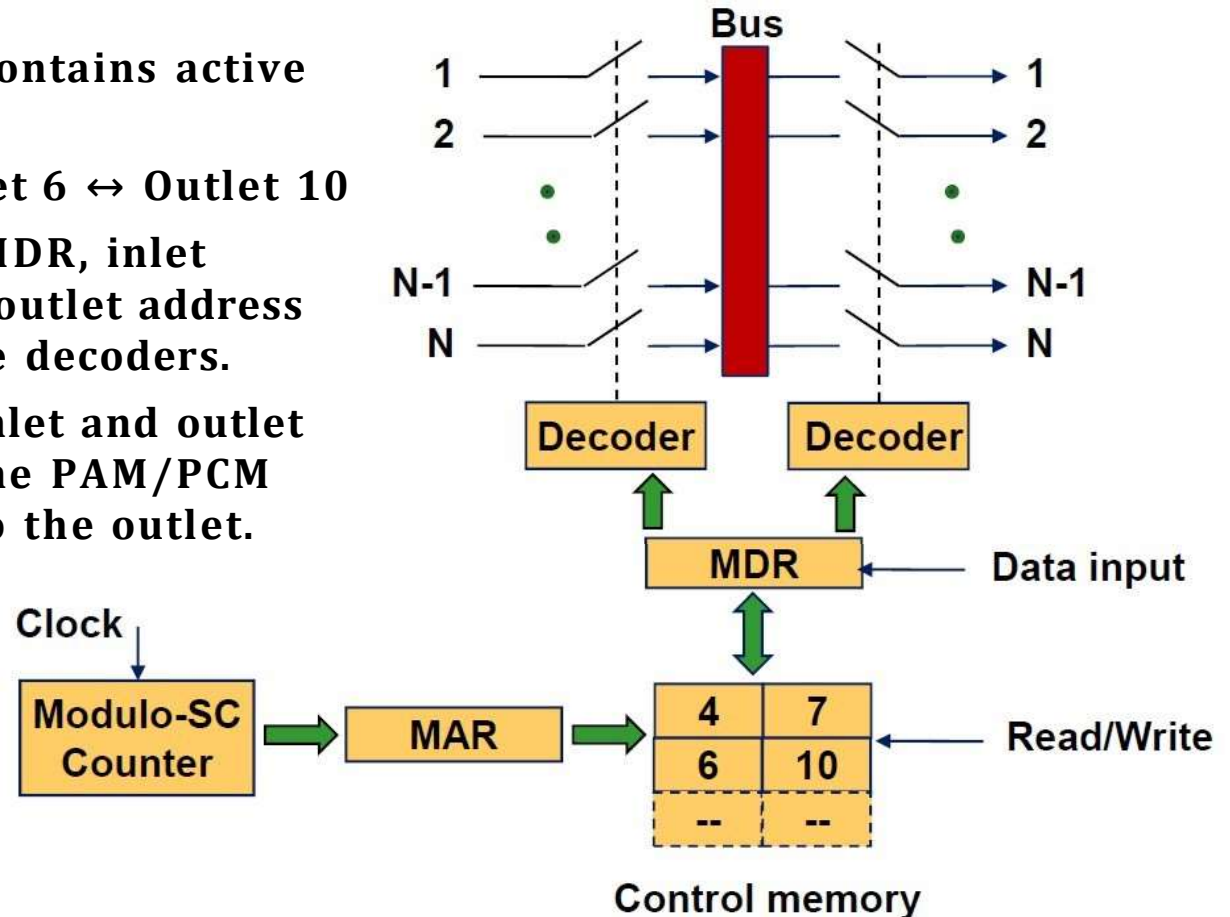 ontains active
et 6 ↔ Outlet 10
IDR, inlet
outlet address
e decoders.
nlet and outlet
ne PAM/PCM
o the outlet.
Bus
1 1
2 2
N-1 N-1
N N
Decoder Decoder
MDR Data input
Clock
Modulo-SC
Counter
MAR
4 7
6 10
-- --
Read/Write
Control memory